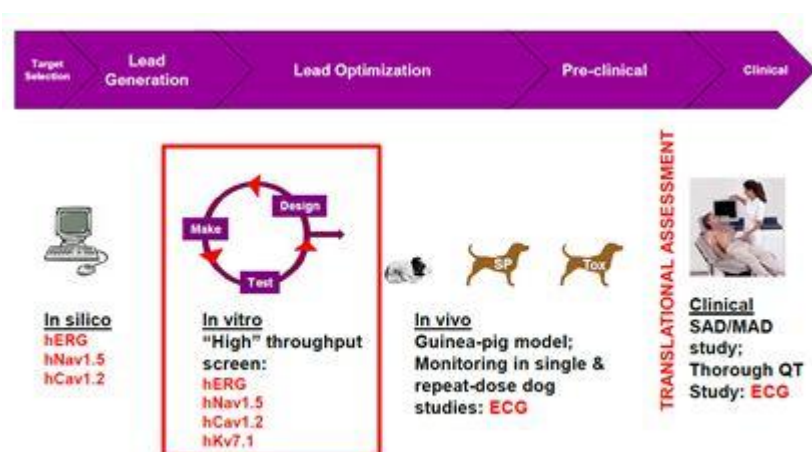 Target
Selection
Lead
Generation
Lead Optimization
Pre-clinical
Clinical
Design
Make
Test
SP
Tox
TRANSLATIONAL ASSESSMENT
In silico
hERG
hNav1.5
hCav1.2
In vitro
“High” throughput
screen:
hERG
hNav1.5
hCav1.2
hKv7.1
In vivo
Guinea-pig model;
Monitoring in single &
repeat-dose dog
studies: ECG
Clinical
SAD/MAD
study;
Thorough QT
Study: ECG